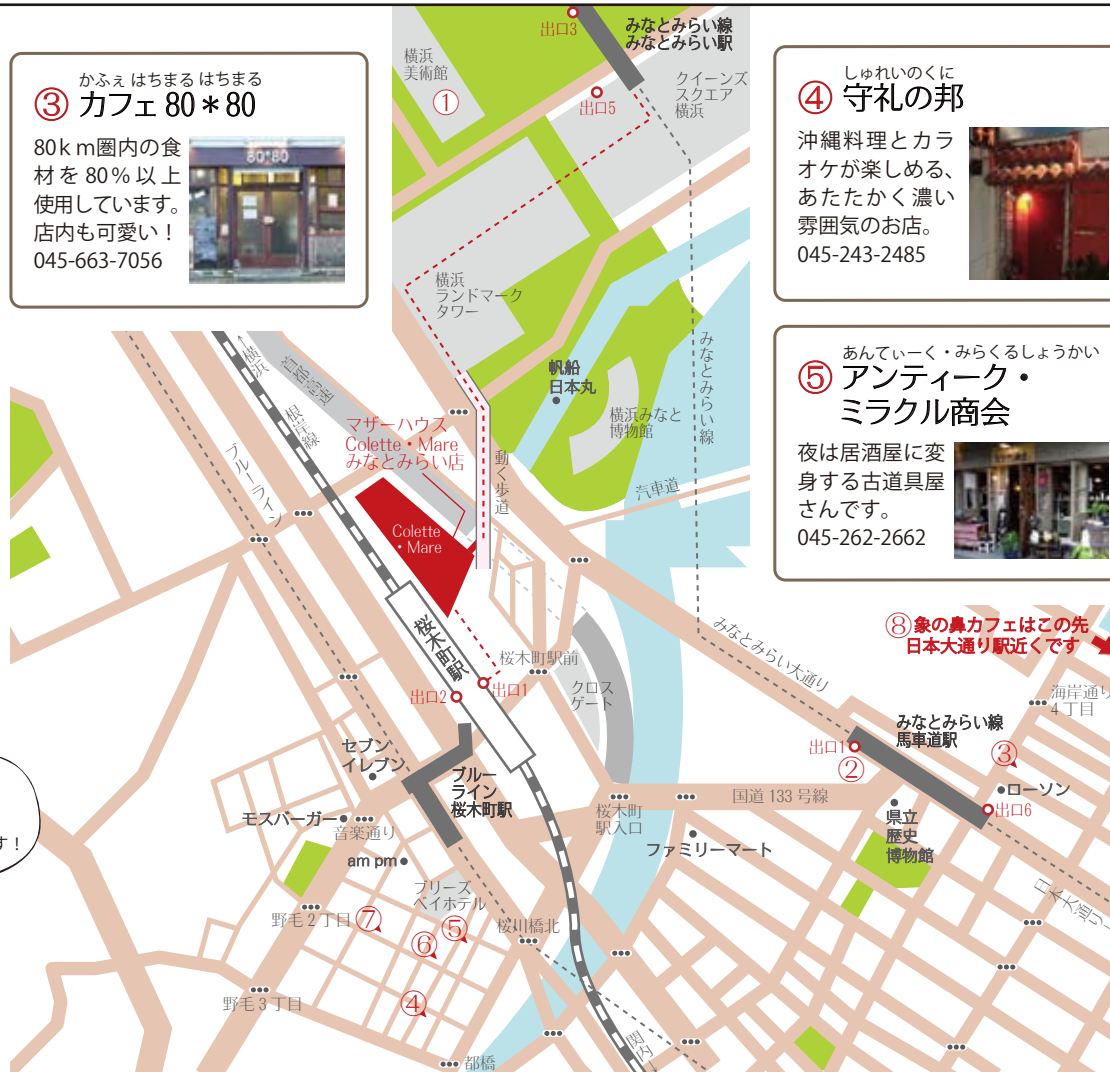 かふぇ はちまる はちまる
③ カフェ 80＊80
80ｋｍ圏内の食
材を 80％以上
使用しています。
店内も可愛い！
045-663-7056
80*80
しゅれいのくに
④ 守礼の邦
沖縄料理とカラ
オケが楽しめる、
あたたかく濃い
雰囲気のお店。
045-243-2485
あんてぃーく・みらくるしょうかい
⑤ アンティーク・
ミラクル商会
夜は居酒屋に変
身する古道具屋
さんです。
045-262-2662
出口3
みなとみらい線
みなとみらい駅
横浜
美術館
①
クイーンズ
スクエア
横浜
出口5
横浜
ランドマーク
タワー
帆船
日本丸
横浜みなと
博物館
みなとみらい線
汽車道
動く歩道
←横浜
首都高速
根岸線
ブルーライン
マザーハウス
Colette・Mare
みなとみらい店
Colette
・Mare
桜木町駅
桜木町駅前
出口1
出口2
クロス
ゲート
みなとみらい大通り
⑧ 象の鼻カフェはこの先
日本大通り駅近くです
海岸通り
4丁目
みなとみらい線
馬車道駅
出口1
②
③
ローソン
出口6
セブン
イレブン
ブルー
ライン
桜木町駅
モスバーガー
音楽通り
am pm
国道 133 号線
桜木町
駅入口
ファミリーマート
県立
歴史
博物館
日本大通り
ブリーズ
ベイホテル
野毛 2 丁目
⑦
⑥
⑤
桜川橋北
野毛 3 丁目
④
都橋
関内
す！